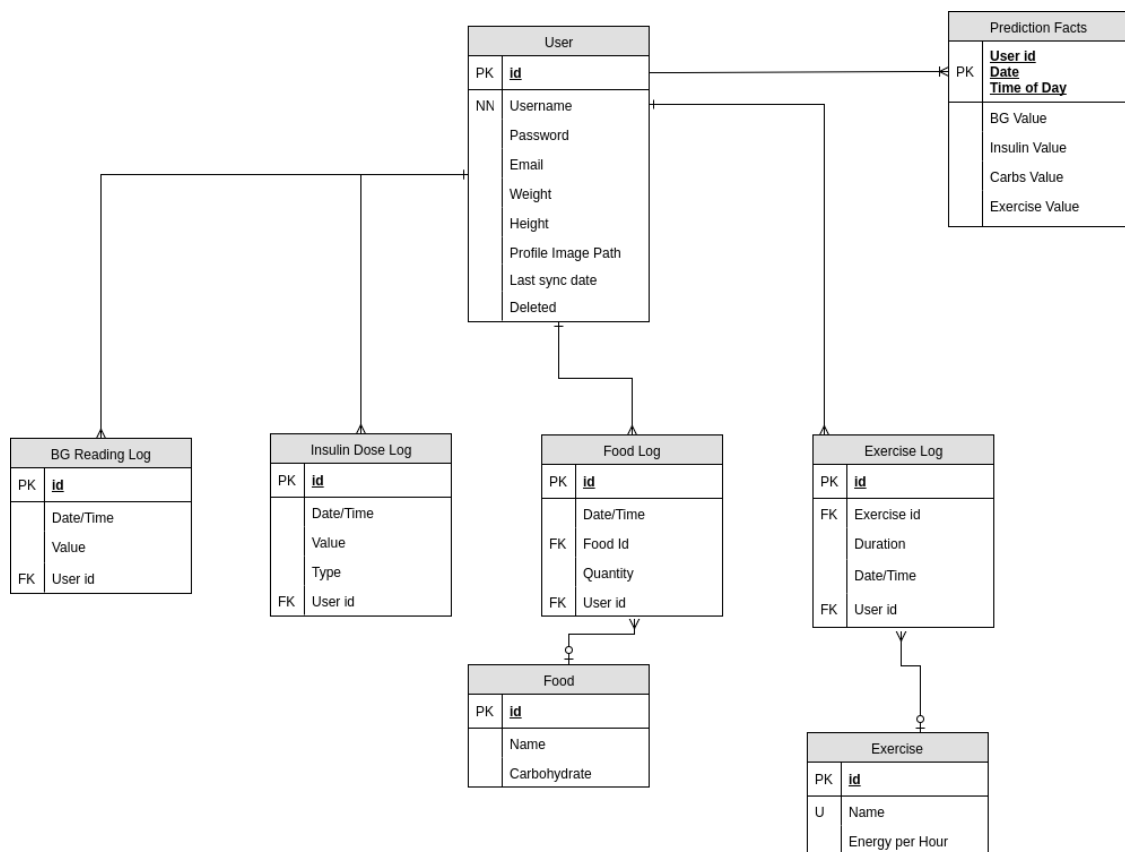 User
PK id
NN Username
Password
Email
Weight
Height
Profile Image Path
Last sync date
Deleted
Prediction Facts
User id
PK Date
Time of Day
BG Value
Insulin Value
Carbs Value
Exercise Value
BG Reading Log
PK id
Date/Time
Value
FK User id
Insulin Dose Log
PK id
Date/Time
Value
Type
FK User id
Food Log
PK id
Date/Time
FK Food Id
Quantity
FK User id
Exercise Log
PK id
FK Exercise id
Duration
Date/Time
FK User id
Food
PK id
Name
Carbohydrate
Exercise
PK id
U Name
Energy per Hour